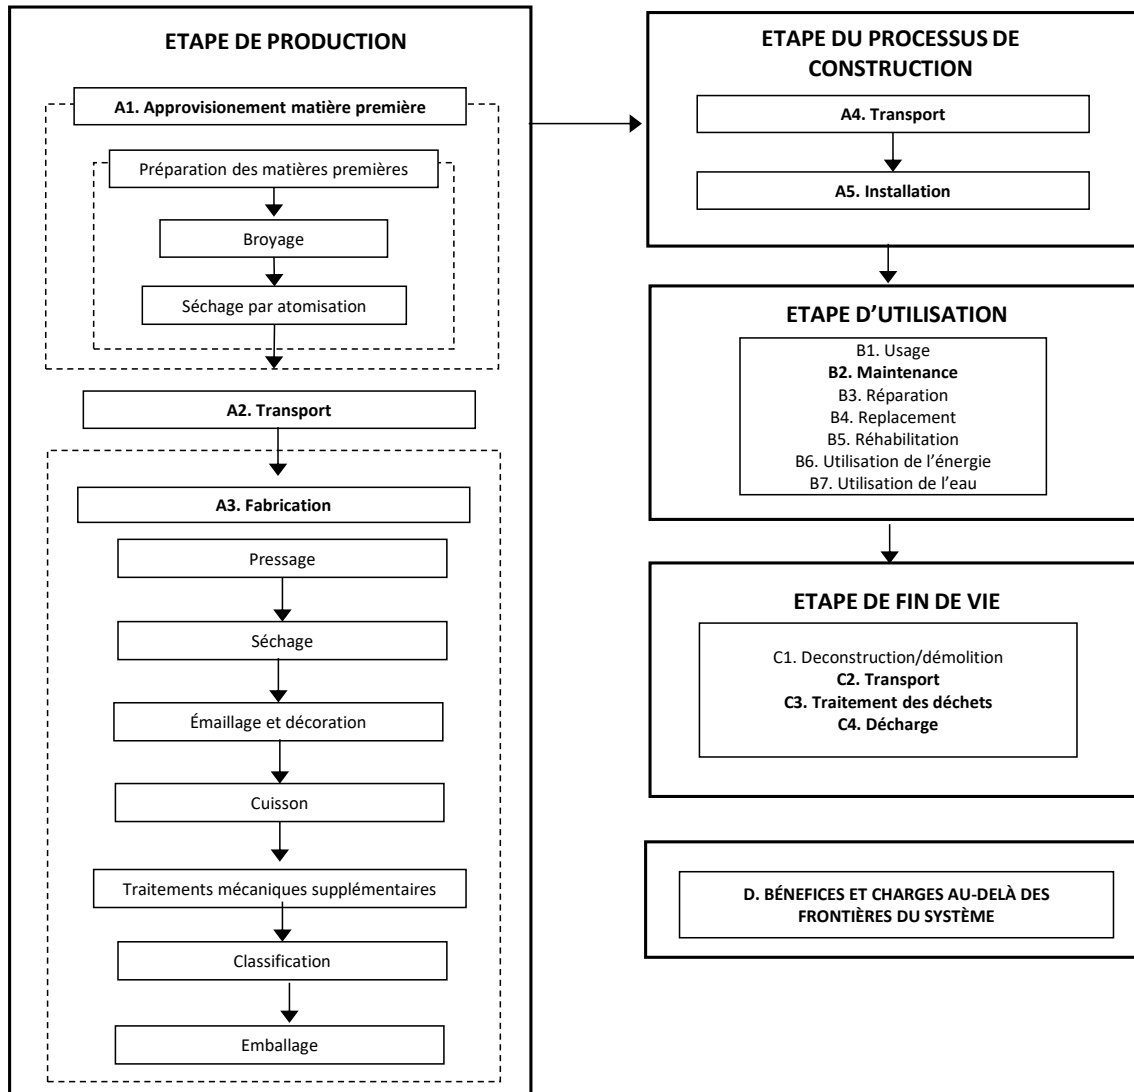 ETAPE DE PRODUCTION
A1. Approvisionement matière première
Préparation des matières premières
Broyage
Séchage par atomisation
A2. Transport
A3. Fabrication
Pressage
Séchage
Émaillage et décoration
Cuisson
Traitements mécaniques supplémentaires
Classification
Emballage
ETAPE DU PROCESSUS DE
CONSTRUCTION
A4. Transport
A5. Installation
ETAPE D’UTILISATION
B1. Usage
B2. Maintenance
B3. Réparation
B4. Replacement
B5. Réhabilitation
B6. Utilisation de l’énergie
B7. Utilisation de l’eau
ETAPE DE FIN DE VIE
C1. Deconstruction/démolition
C2. Transport
C3. Traitement des déchets
C4. Décharge
D. BÉNEFICES ET CHARGES AU-DELÀ DES
FRONTIÈRES DU SYSTÈME